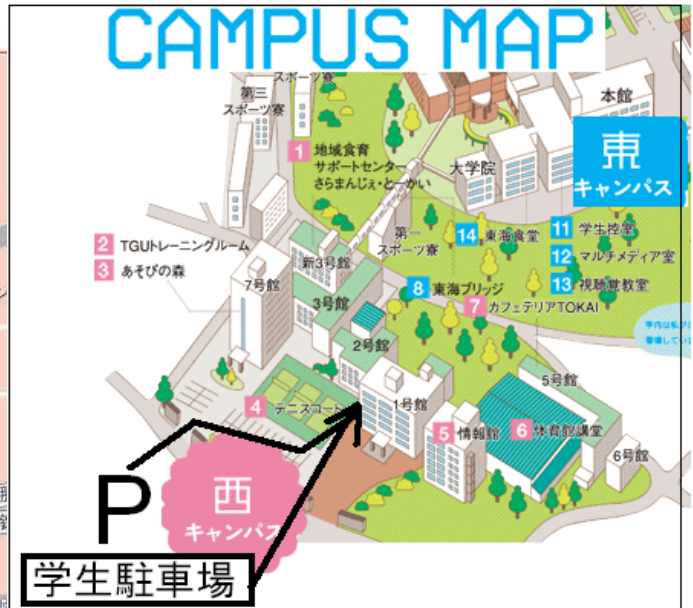 CAMPUS MAP
スポーツ寮
第三
スポーツ寮
本館
東
キャンパス
1 地域食育
サポートセンター
さらまんじぇ・とーかい
大学院
第一
スポーツ寮
14 東海食堂
11 学生控室
12 マルチメディア室
13 視聴覚教室
2 TGUトレーニングルーム
3 あそびの森
新3号館
7号館
8 東海ブリッジ
7 カフェテリアTOKAI
3号館
2号館
5号館
4 テニスコート
1号館
5 情報館
6 体育館講堂
6号館
P
西
キャンパス
学生駐車場